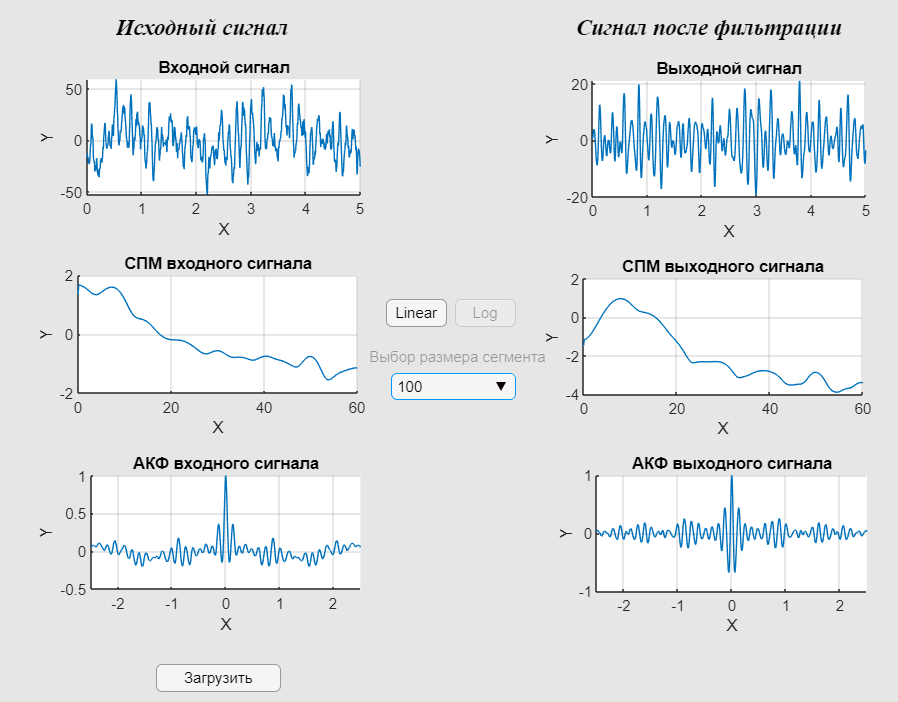 Исходный сигнал
Сигнал после фильтрации
Входной сигнал
50
0
-50
Y
0 1 2 3 4 5
X
Выходной сигнал
20
0
-20
Y
0 1 2 3 4 5
X
СПМ входного сигнала
2
0
-2
Y
0 20 40 60
X
Linear Log
Выбор размера сегмента
100
СПМ выходного сигнала
2
0
-2
-4
Y
0 20 40 60
X
АКФ входного сигнала
1
0.5
0
-0.5
Y
-2 -1 0 1 2
X
АКФ выходного сигнала
1
0
-1
Y
-2 -1 0 1 2
X
Загрузить